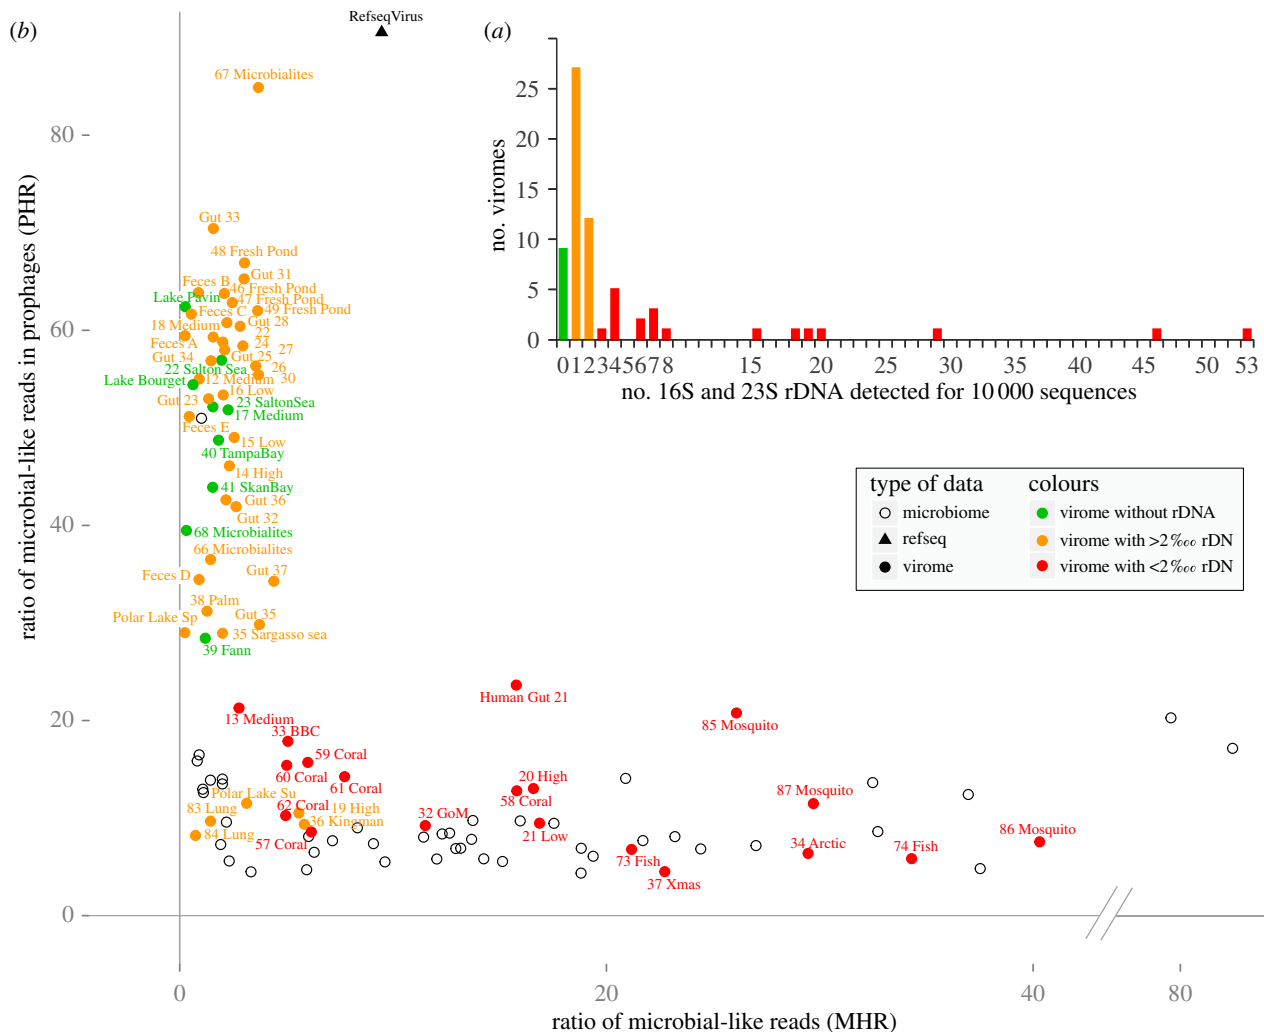 (b)
RefseqVirus
(a)
67 Microbialites
80
25
20
15
10
5
0
no. viromes
0 1 2 3 4 5 6 7 8 15 20 25 30 35 40 45 50 53
no. 16S and 23S rDNA detected for 10 000 sequences
Gut 33
48 Fresh Pond
Gut 31
Feces B
46 Fresh Pond
Lake Pavin
47 Fresh Pond
49 Fresh Pond
Feces C
60
18 Medium
Gut 28
22
Feces A
24
27
Gut 34
Gut 25
22 Salton Sea
26
Lake Bourget
12 Medium
30
16 Low
Gut 23
23 SaltonSea
17 Medium
Feces E
15 Low
40 TampaBay
14 High
41 SkanBay
Gut 36
Gut 32
40
68 Microbialites
66 Microbialites
Feces D
Gut 37
38 Palm
Polar Lake Sp
Gut 35
35 Sargasso sea
39 Fann
type of data
microbiome
refseq
virome
colours
virome without rDNA
virome with >2‱ rDN
virome with <2‱ rDN
ratio of microbial-like reads in prophages (PHR)
Human Gut 21
20
13 Medium
85 Mosquito
33 BBC
59 Coral
60 Coral
61 Coral
20 High
58 Coral
87 Mosquito
Polar Lake Su
62 Coral
19 High
83 Lung
36 Kingman
32 GoM
86 Mosquito
84 Lung
57 Coral
21 Low
34 Arctic
74 Fish
73 Fish
37 Xmas
0
0 20 40 80
ratio of microbial-like reads (MHR)